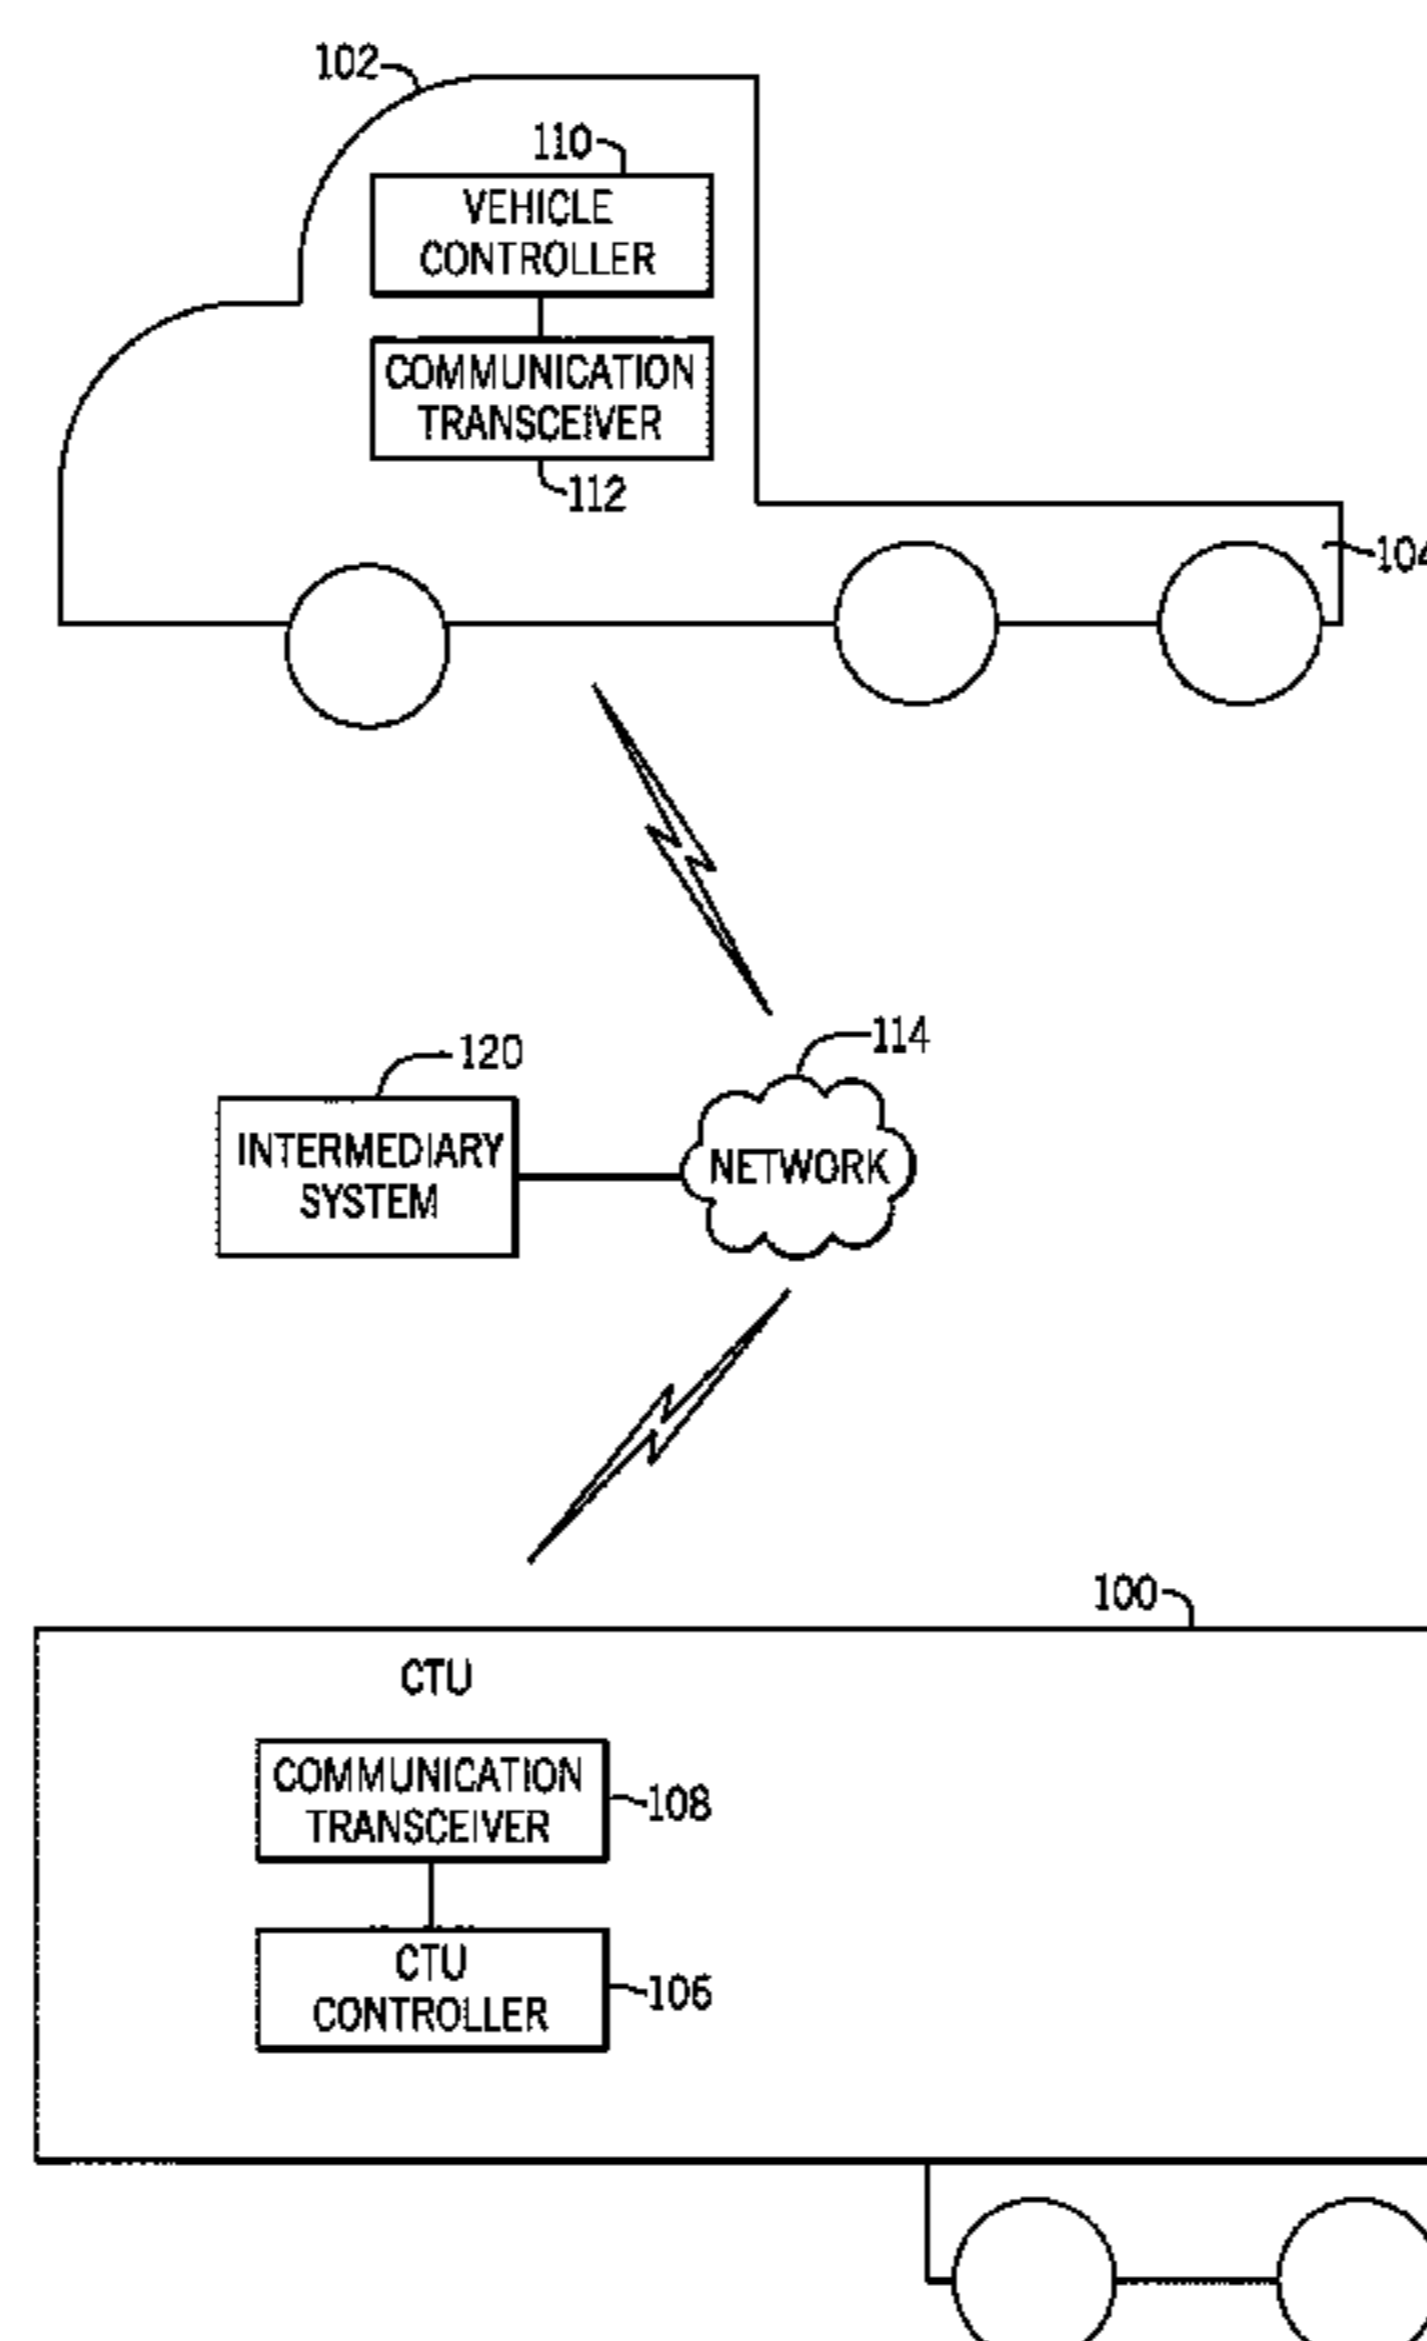 102
110
VEHICLE
CONTROLLER
COMMUNICATION
TRANSCEIVER
112
104
120
114
INTERMEDIARY
SYSTEM
NETWORK
100
CTU
COMMUNICATION
TRANSCEIVER
108
CTU
CONTROLLER
106